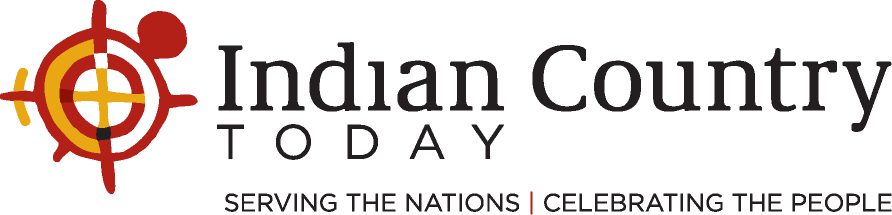 Indian Country
TODAY
SERVING THE NATIONS | CELEBRATING THE PEOPLE